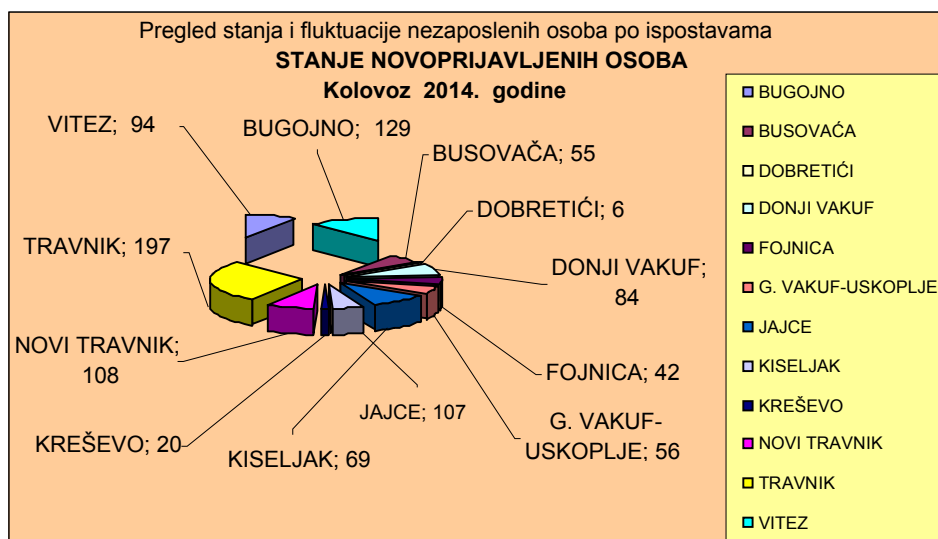 Pregled stanja i fluktuacije nezaposlenih osoba po ispostavama
STANJE NOVOPRIJAVLJENIH OSOBA
Kolovoz 2014. godine
VITEZ; 94
BUGOJNO; 129
BUSOVAČA; 55
DOBRETIĆI; 6
DONJI VAKUF;
84
FOJNICA; 42
G. VAKUF-
USKOPLJE; 56
JAJCE; 107
KISELJAK; 69
KREŠEVO; 20
NOVI TRAVNIK;
108
TRAVNIK; 197
BUGOJNO
BUSOVAĆA
DOBRETIĆI
DONJI VAKUF
FOJNICA
G. VAKUF-USKOPLJE
JAJCE
KISELJAK
KREŠEVO
NOVI TRAVNIK
TRAVNIK
VITEZ